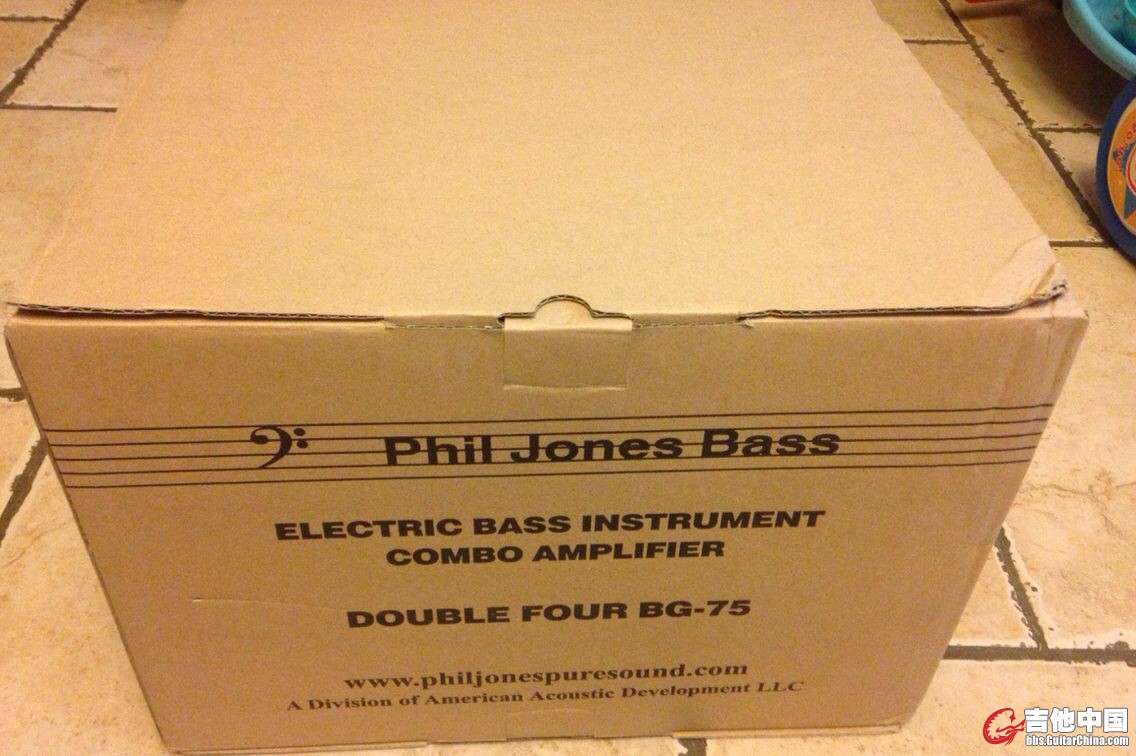 Phil Jones Bass
ELECTRIC BASS INSTRUMENT
COMBO AMPLIFIER
DOUBLE FOUR BG-75
www.philjonespuresound.com
A Division of American Acoustic Development LLC
吉他中国
bbs.GuitarChina.com